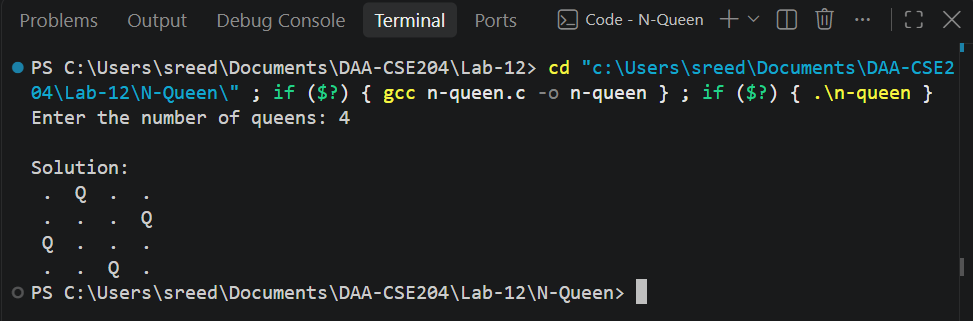 Problems Output Debug Console Terminal Ports Code - N-Queen
PS C:\Users\sreed\Documents\DAA-CSE204\Lab-12> cd "c:\Users\sreed\Documents\DAA-CSE2
04\Lab-12\N-Queen\" ; if ($?) { gcc n-queen.c -o n-queen } ; if ($?) { .\n-queen }
Enter the number of queens: 4
Solution:
. Q . .
. . . Q
Q . . .
. . Q .
PS C:\Users\sreed\Documents\DAA-CSE204\Lab-12\N-Queen>